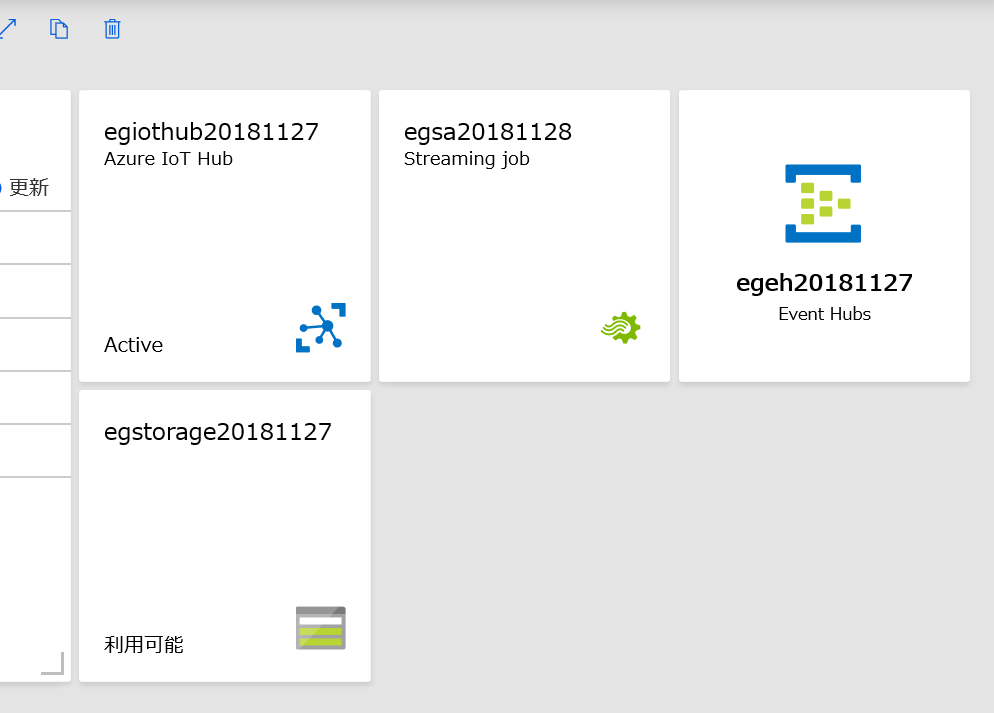 更新
egiothub20181127
Azure IoT Hub
Active
egsa20181128
Streaming job
egeh20181127
Event Hubs
egstorage20181127
利用可能